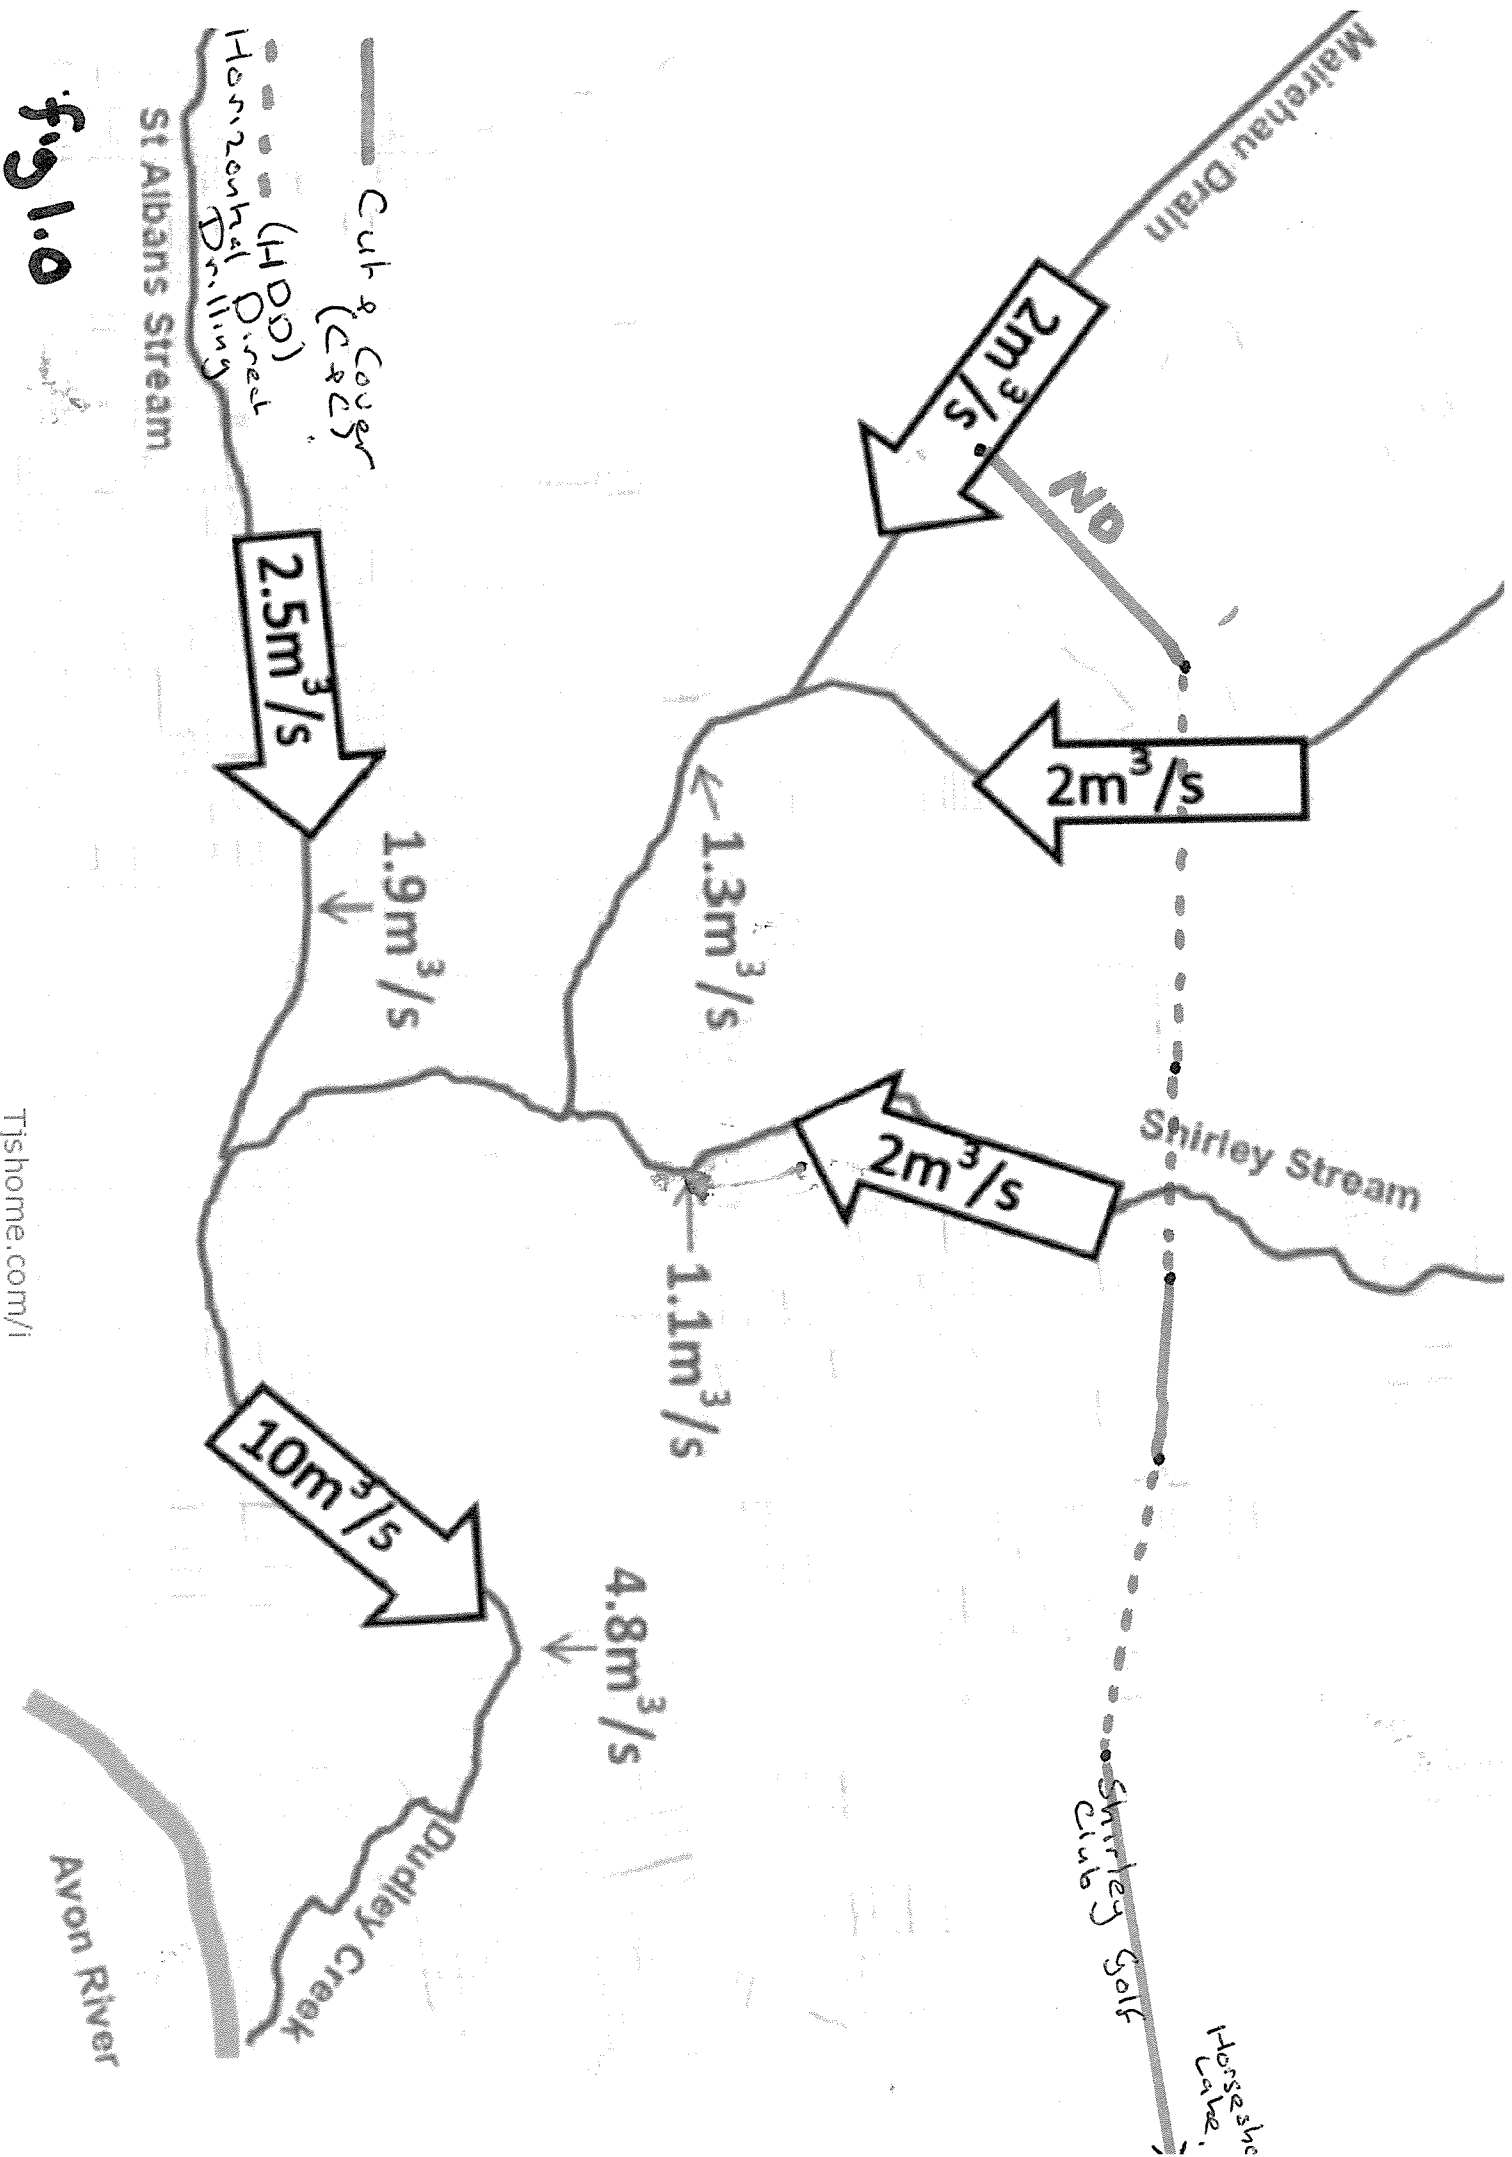 Mairehau Drain
2m³/s
ND
2m³/s
Shirley Stream
2m³/s
1.3m³/s
1.1m³/s
Shirley Golf
Club
Horsesho
Lake.
Cut & Cover
(C&C)
(HDD)
Horizontal Direct
Drilling
St Albans Stream
2.5m³/s
1.9m³/s
10m³/s
4.8m³/s
Dudley Creek
Avon River
fig 1.0
Tjshome.com/i